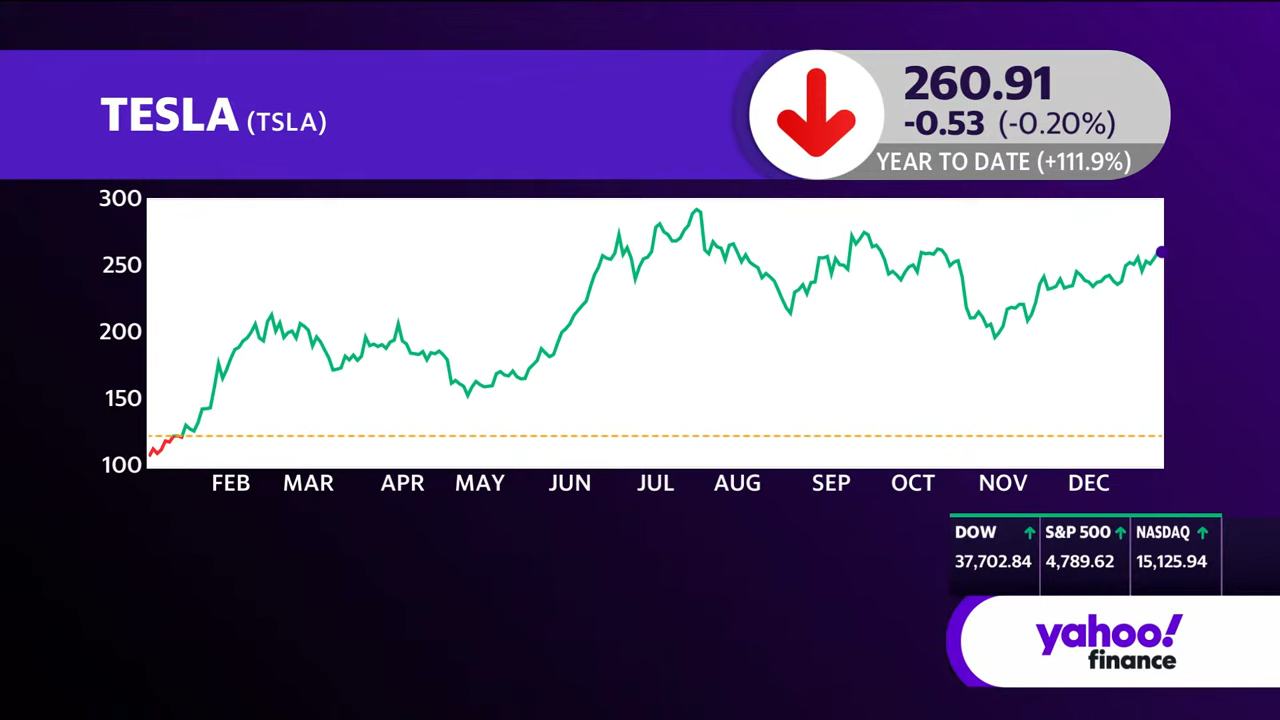 TESLA (TSLA)
260.91
-0.53 (-0.20%)
YEAR TO DATE (+111.9%)
300
250
200
150
100
FEB MAR APR MAY JUN JUL AUG SEP OCT NOV DEC
DOW S&P 500 NASDAQ
37,702.84 4,789.62 15,125.94
yahoo!
finance